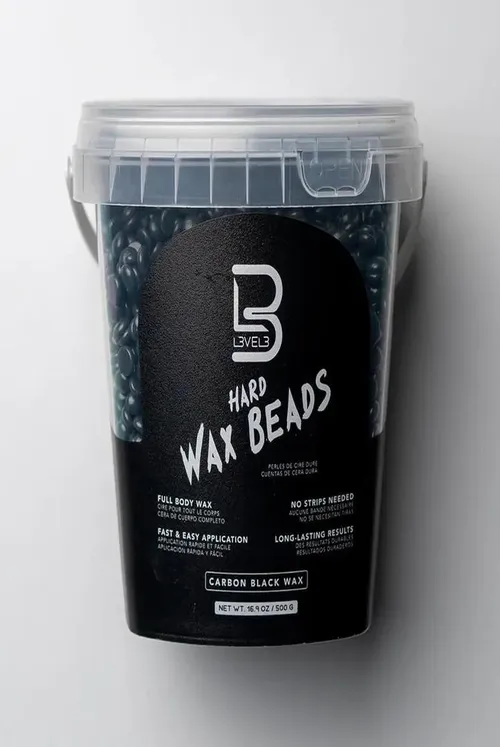 OPEN
L3VEL3
HARD
WAX BEADS
PERLES DE CIRE DURE
CUENTAS DE CERA DURA
FULL BODY WAX
CIRE POUR TOUT LE CORPS
CERA DE CUERPO COMPLETO
NO STRIPS NEEDED
AUCUNE BANDE NÉCESSAIRE
NO SE NECESITAN TIRAS
FAST & EASY APPLICATION
APPLICATION RAPIDE ET FACILE
APLICACIÓN RÁPIDA Y FÁCIL
LONG-LASTING RESULTS
DES RÉSULTATS DURABLES
RESULTADOS DURADEROS
CARBON BLACK WAX
NET WT. 16.9 OZ / 500 G